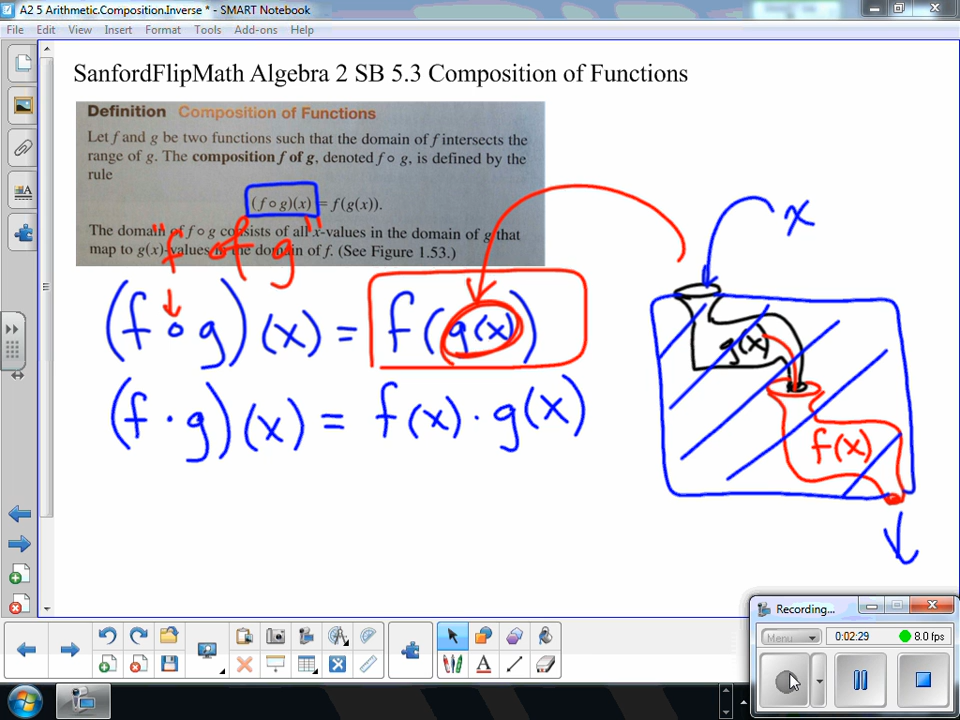 A2 5 Arithmetic.Composition.Inverse * - SMART Notebook
File Edit View Insert Format Tools Add-ons Help
SanfordFlipMath Algebra 2 SB 5.3 Composition of Functions
Definition Composition of Functions
Let f and g be two functions such that the domain of f intersects the
range of g. The composition f of g, denoted f ∘ g, is defined by the
rule
(f ∘ g)(x) = f(g(x)).
The domain of f ∘ g consists of all x-values in the domain of g that
map to g(x)-values in the domain of f. (See Figure 1.53.)
"f of g"
(f ∘ g)(x) = f(g(x))
(f · g)(x) = f(x) · g(x)
x
g(x)
f(x)
Recording...
Menu
0:02:29
8.0 fps